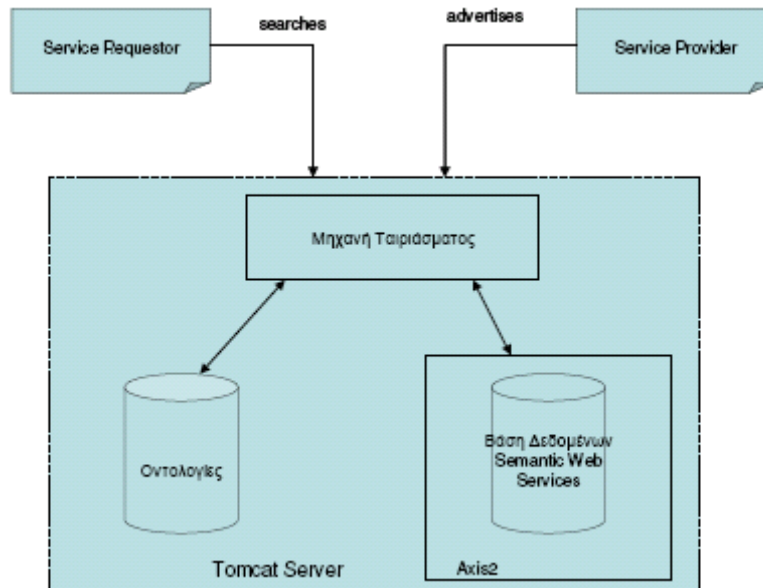 searches
advertises
Service Requestor
Service Provider
Μηχανή Ταιριάσματος
Οντολογίες
Βάση Δεδομένων
Semantic Web
Services
Tomcat Server
Axis2